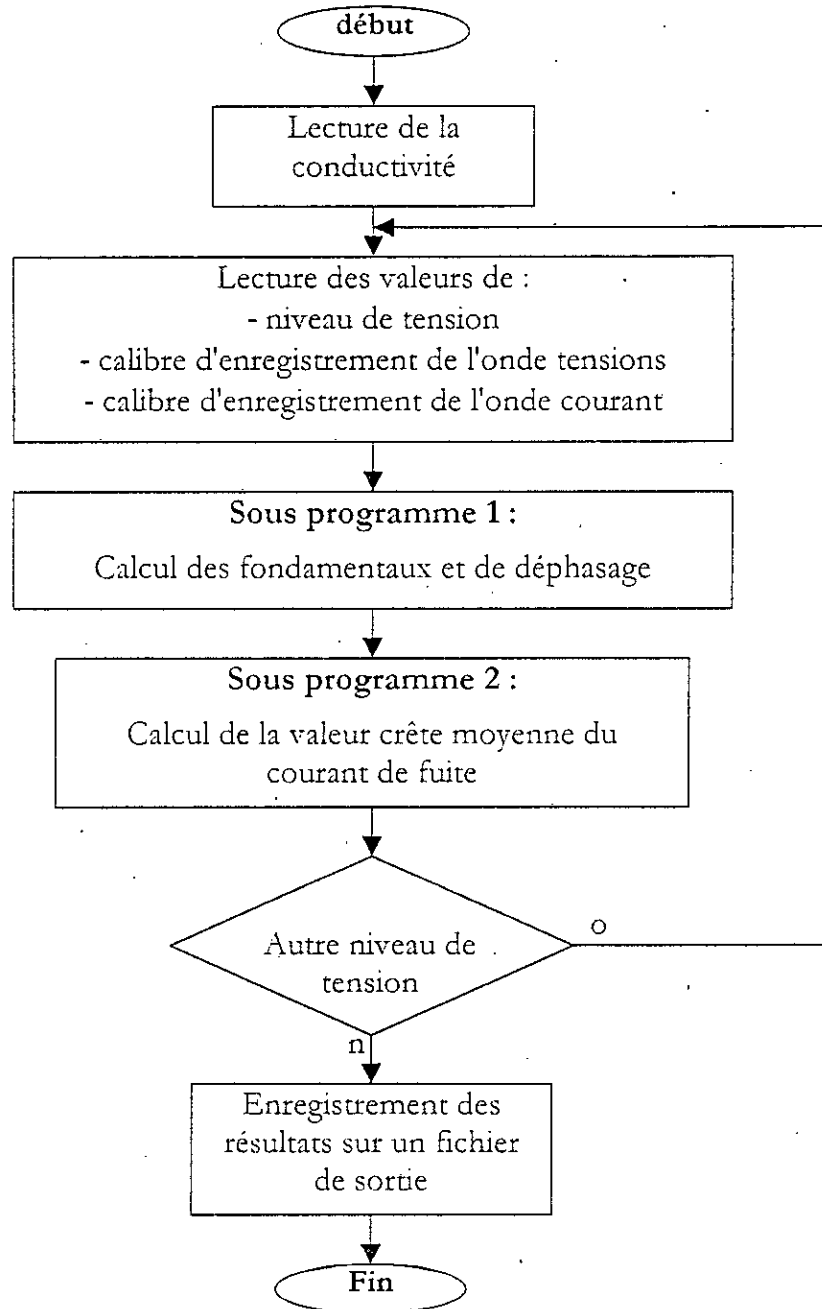 début
Lecture de la
conductivité
Lecture des valeurs de :
- niveau de tension
- calibre d'enregistrement de l'onde tensions
- calibre d'enregistrement de l'onde courant
Sous programme 1 :
Calcul des fondamentaux et de déphasage
Sous programme 2 :
Calcul de la valeur crête moyenne du
courant de fuite
Autre niveau de
tension
o
n
Enregistrement des
résultats sur un fichier
de sortie
Fin